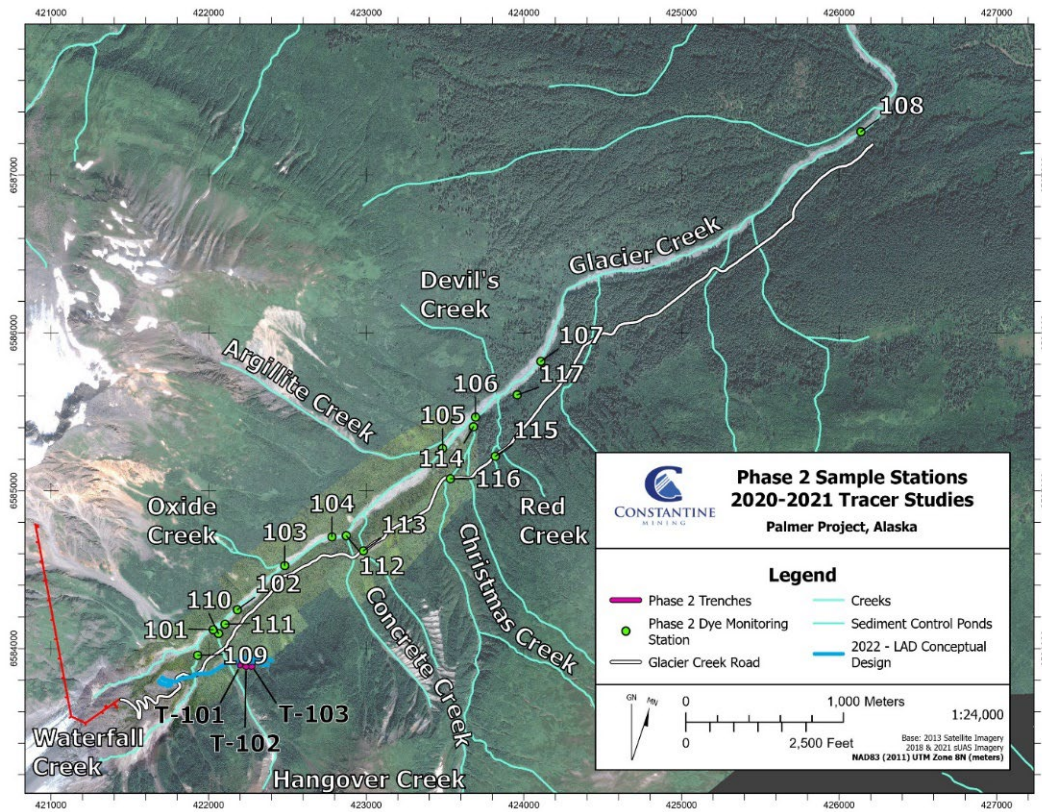 421000
422000
423000
424000
425000
426000
427000
108
6587000
6587000
Glacier Creek
Devil's
Creek
6586000
6586000
107
Argillite Creek
117
106
105
115
114
116
6585000
6585000
Oxide
Creek
104
103
113
Red
Creek
112
102
110
Christmas Creek
101
111
Concrete Creek
6584000
6584000
109
T-101
T-103
T-102
Waterfall
Creek
Hangover Creek
CONSTANTINE
MINING
Phase 2 Sample Stations
2020-2021 Tracer Studies
Palmer Project, Alaska
Legend
Phase 2 Trenches
Phase 2 Dye Monitoring
Station
Glacier Creek Road
Creeks
Sediment Control Ponds
2022 - LAD Conceptual
Design
GN
MN
0
1,000 Meters
0
2,500 Feet
1:24,000
Base: 2013 Satellite Imagery
2018 & 2021 sUAS Imagery
NAD83 (2011) UTM Zone 8N (meters)
421000
422000
423000
424000
425000
426000
427000